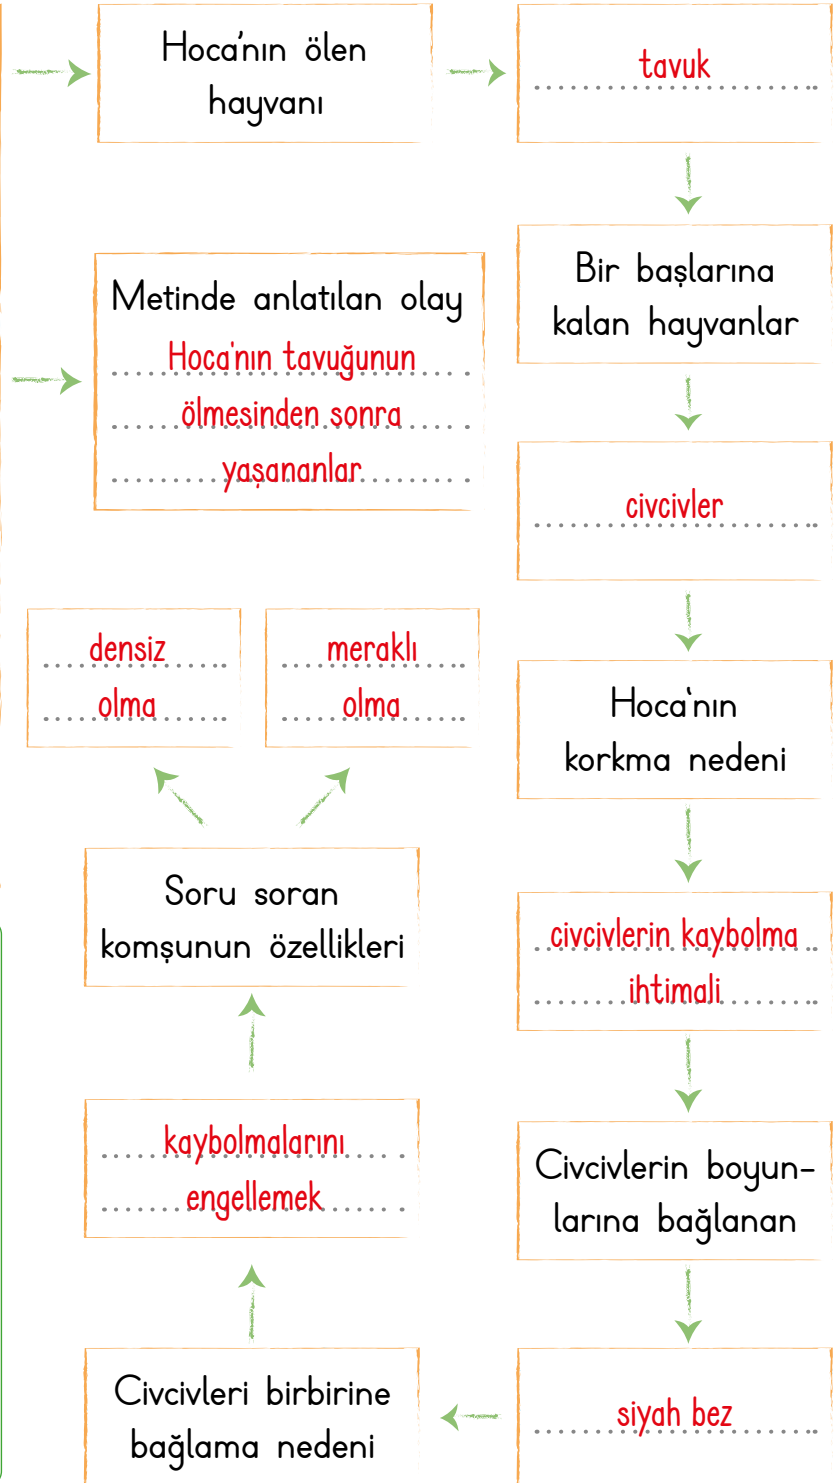 Hoca'nın ölen
hayvanı
tavuk
Bir başlarına
kalan hayvanlar
Metinde anlatılan olay
Hoca'nın tavuğunun
ölmesinden sonra
yaşananlar
civcivler
densiz
olma
meraklı
olma
Hoca'nın
korkma nedeni
Soru soran
komşunun özellikleri
civcivlerin kaybolma
ihtimali
kaybolmalarını
engellemek
Civcivlerin boyun-
larına bağlanan
Civcivleri birbirine
bağlama nedeni
siyah bez